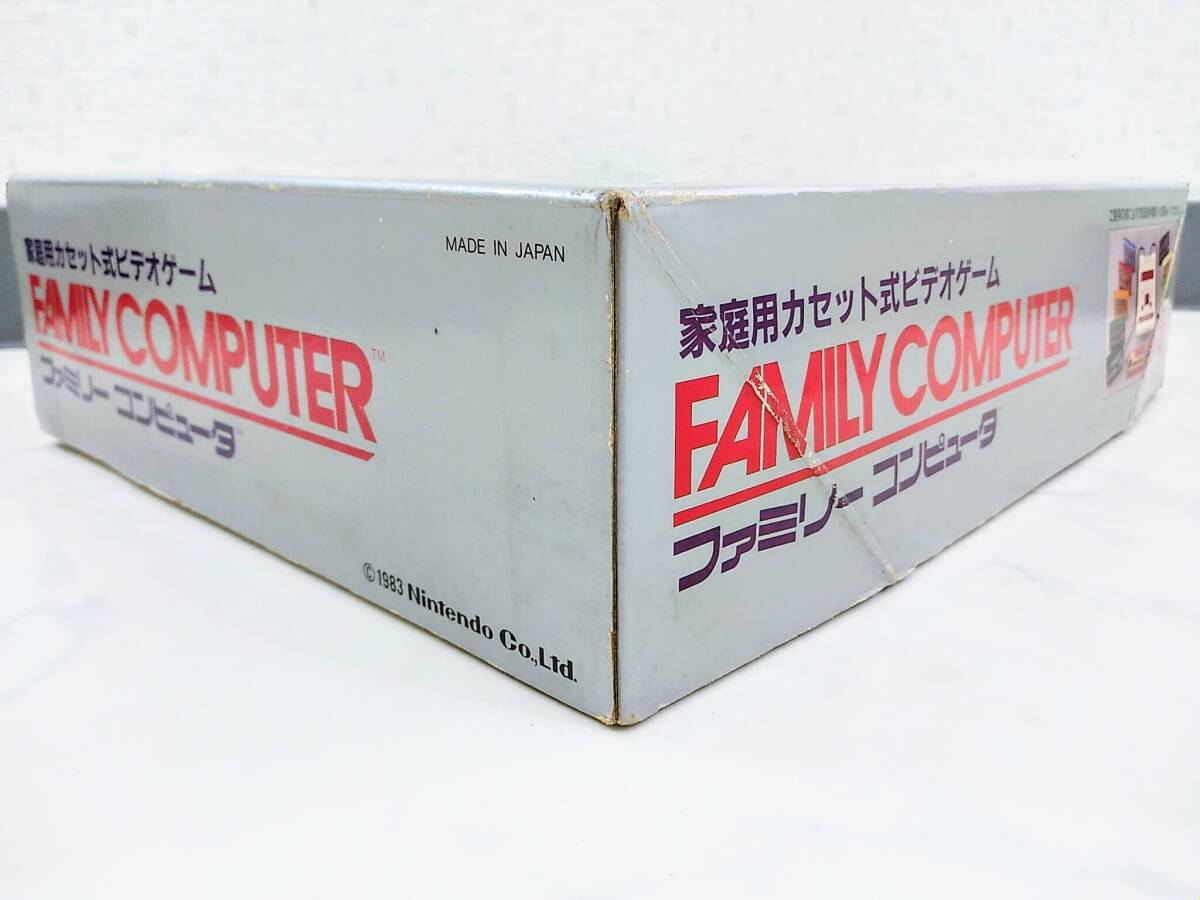 家庭用カセット式ビデオゲーム
FAMILY COMPUTER™
ファミリー コンピュータ
MADE IN JAPAN
©1983 Nintendo Co.,Ltd.
家庭用カセット式ビデオゲーム
FAMILY COMPUTER
ファミリー コンピュータ